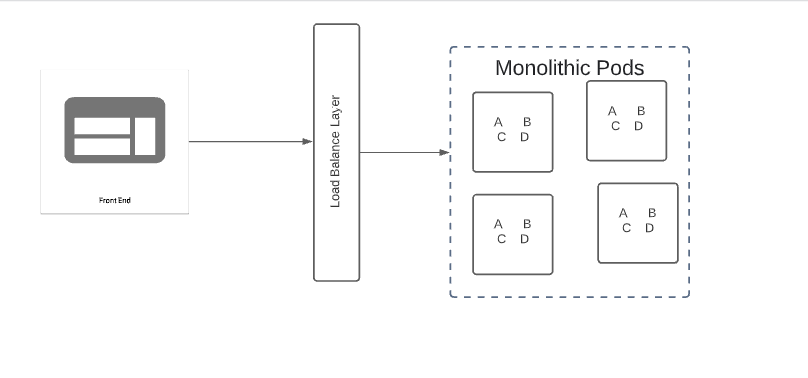 Front End
Load Balance Layer
Monolithic Pods
A B
C D
A B
C D
A B
C D
A B
C D